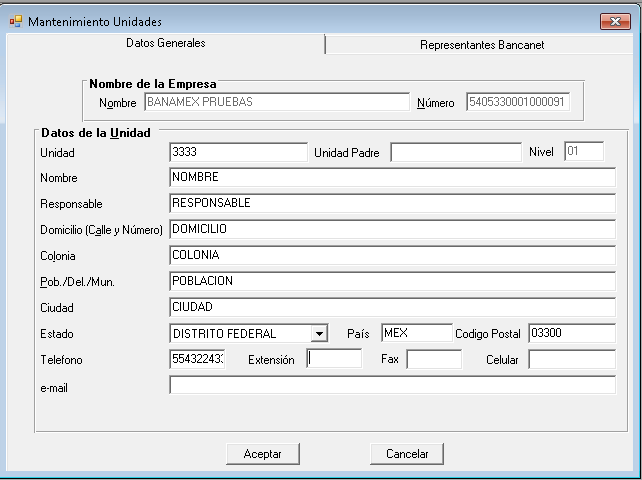 Mantenimiento Unidades
Datos Generales Representantes Bancanet
Nombre de la Empresa
Nombre BANAMEX PRUEBAS Número 5405330001000091
Datos de la Unidad
Unidad 3333 Unidad Padre Nivel 01
Nombre NOMBRE
Responsable RESPONSABLE
Domicilio (Calle y Número) DOMICILIO
Colonia COLONIA
Pob./Del./Mun. POBLACION
Ciudad CIUDAD
Estado DISTRITO FEDERAL País MEX Codigo Postal 03300
Telefono 55432243 Extensión Fax Celular
e-mail
Aceptar Cancelar